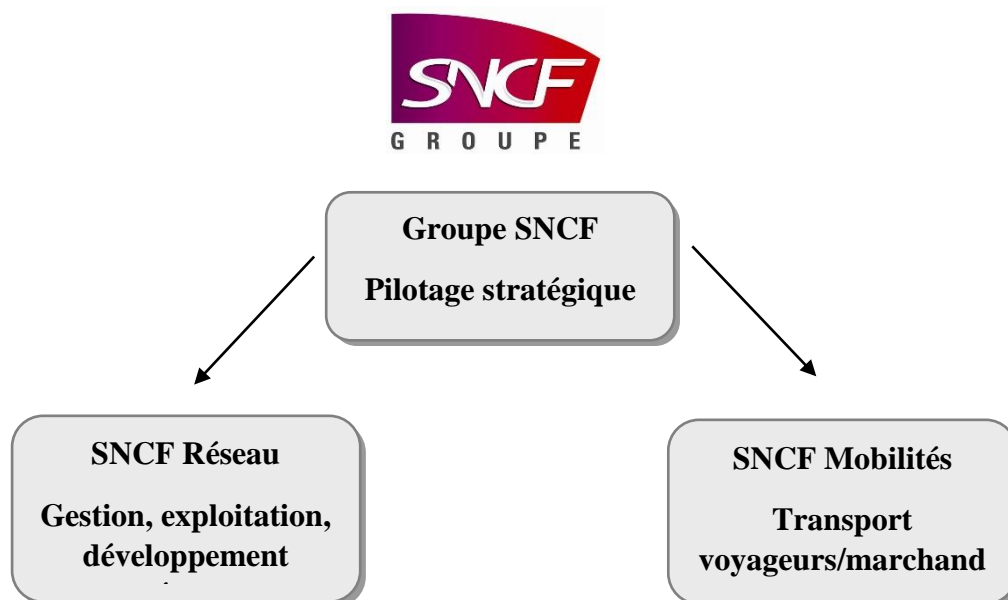 SNCF
GROUPE
Groupe SNCF
Pilotage stratégique
SNCF Réseau
Gestion, exploitation,
développement
SNCF Mobilités
Transport
voyageurs/marchand